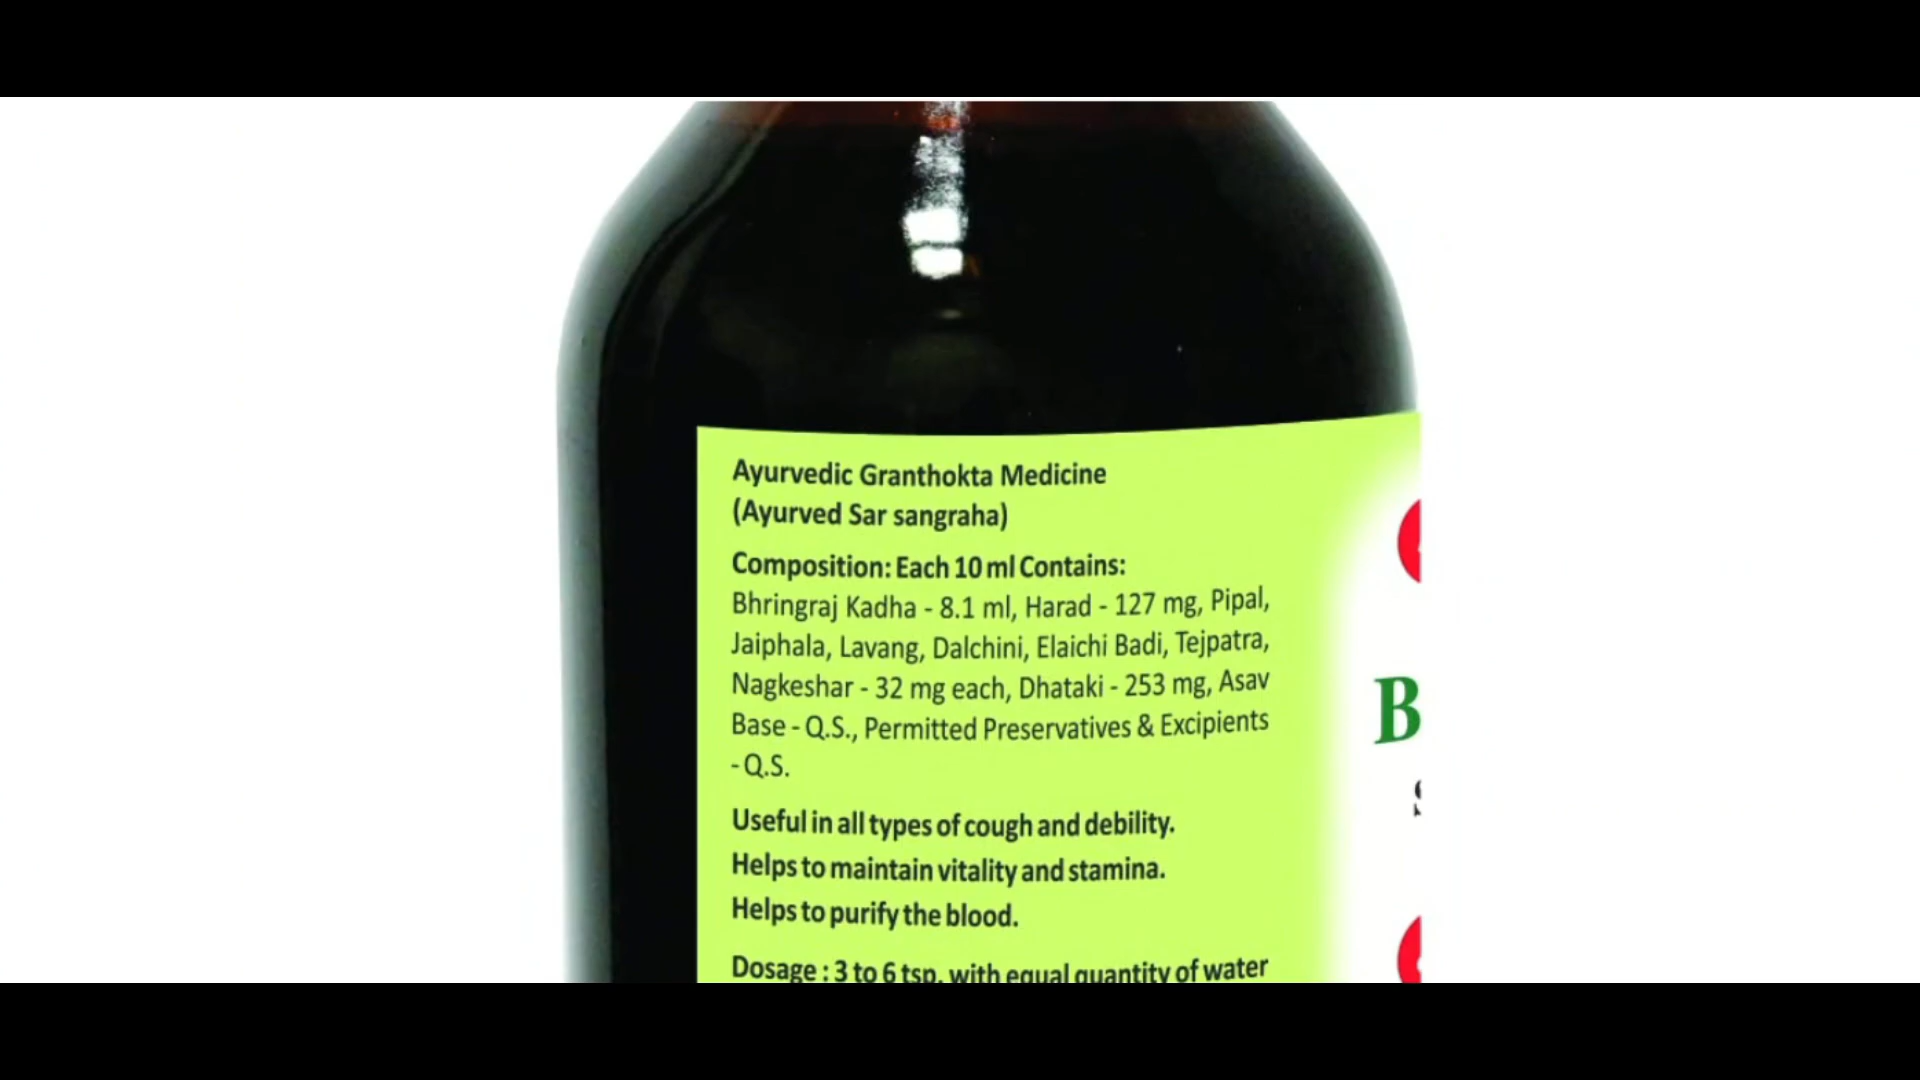 Ayurvedic Granthokta Medicine
(Ayurved Sar sangraha)
Composition: Each 10 ml Contains:
Bhringraj Kadha - 8.1 ml, Harad - 127 mg, Pipal,
Jaiphala, Lavang, Dalchini, Elaichi Badi, Tejpatra,
Nagkeshar - 32 mg each, Dhataki - 253 mg, Asav
Base - Q.S., Permitted Preservatives & Excipients
- Q.S.
Useful in all types of cough and debility.
Helps to maintain vitality and stamina.
Helps to purify the blood.
Dosage : 3 to 6 tsp. with equal quantity of water
B